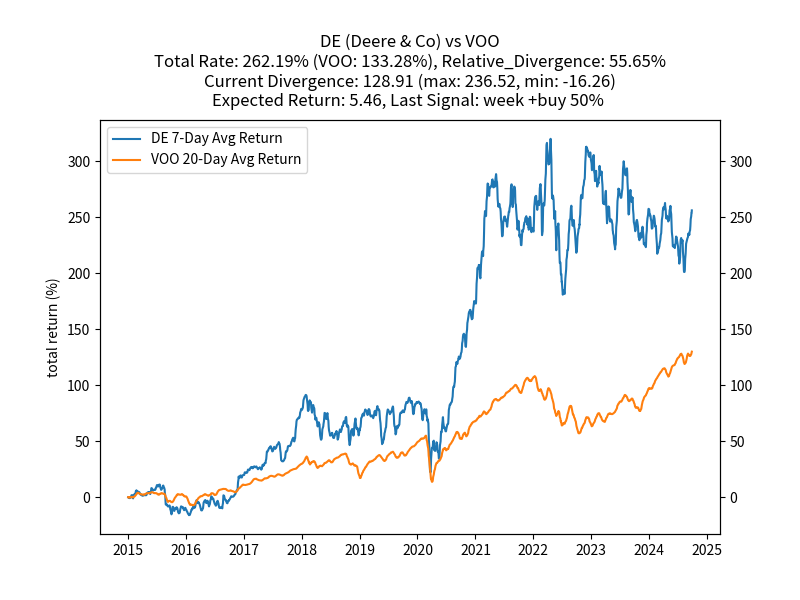 DE (Deere & Co) vs VOO
Total Rate: 262.19% (VOO: 133.28%), Relative_Divergence: 55.65%
Current Divergence: 128.91 (max: 236.52, min: -16.26)
Expected Return: 5.46, Last Signal: week +buy 50%
DE 7-Day Avg Return
VOO 20-Day Avg Return
total return (%)
300
250
200
150
100
50
0
300
250
200
150
100
50
0
2015 2016 2017 2018 2019 2020 2021 2022 2023 2024 2025